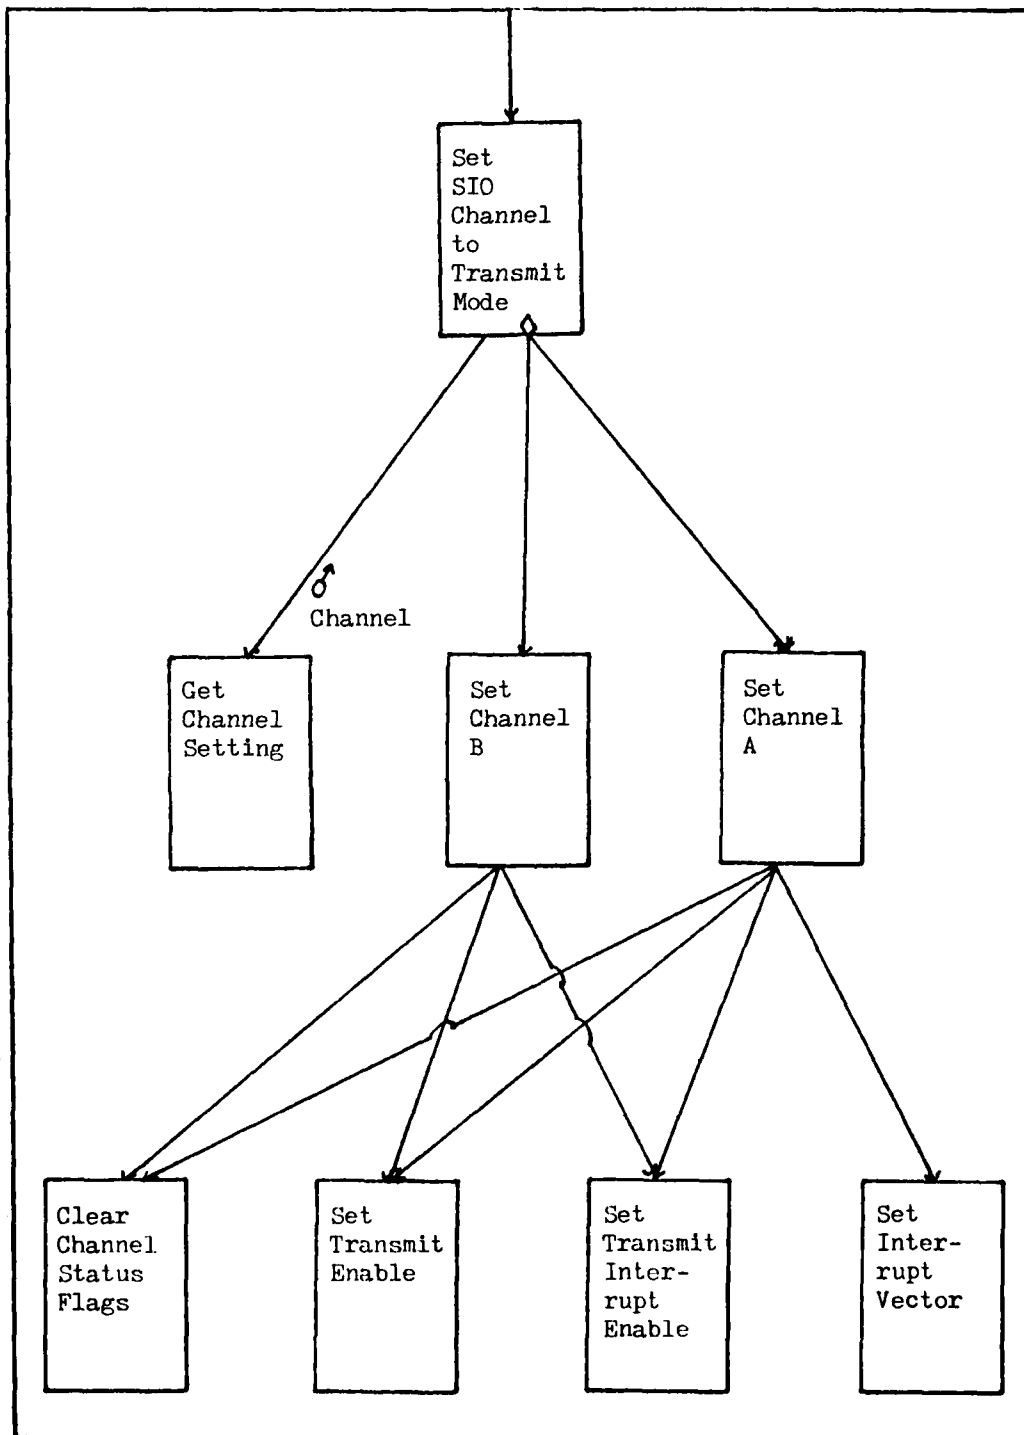 Set
SIO
Channel
to
Transmit
Mode
Channel
Get
Channel
Setting
Set
Channel
B
Set
Channel
A
Clear
Channel
Status
Flags
Set
Transmit
Enable
Set
Transmit
Inter-
rupt
Enable
Set
Inter-
rupt
Vector